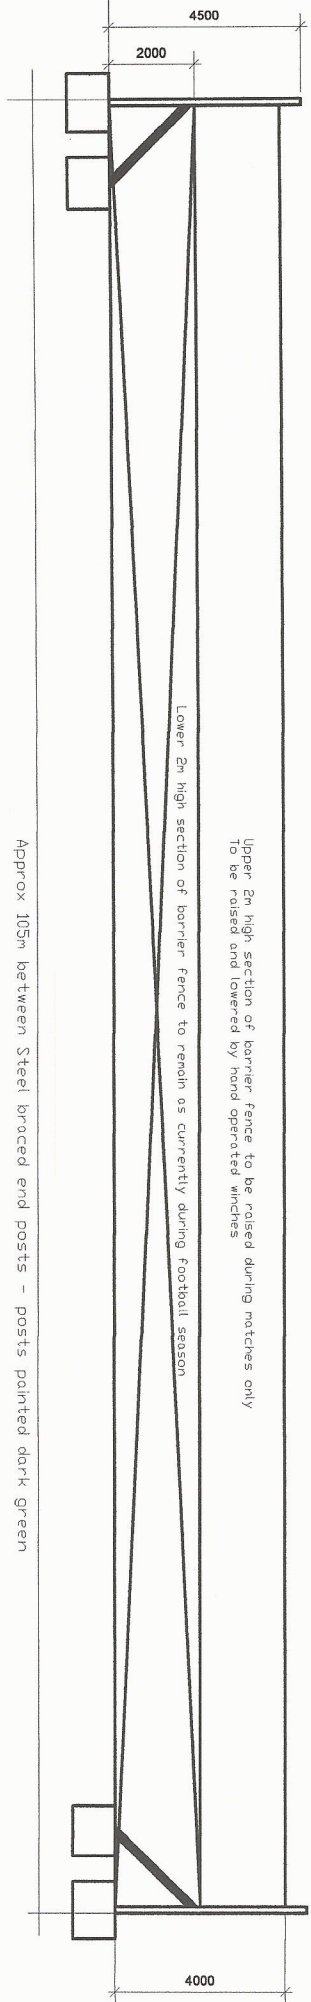 4500
2000
Upper 2m high section of barrier fence to be raised during matches only
To be raised and lowered by hand operated winches
Lower 2m high section of barrier fence to remain as currently during football season
Approx 105m between Steel braced end posts - posts painted dark green
4000